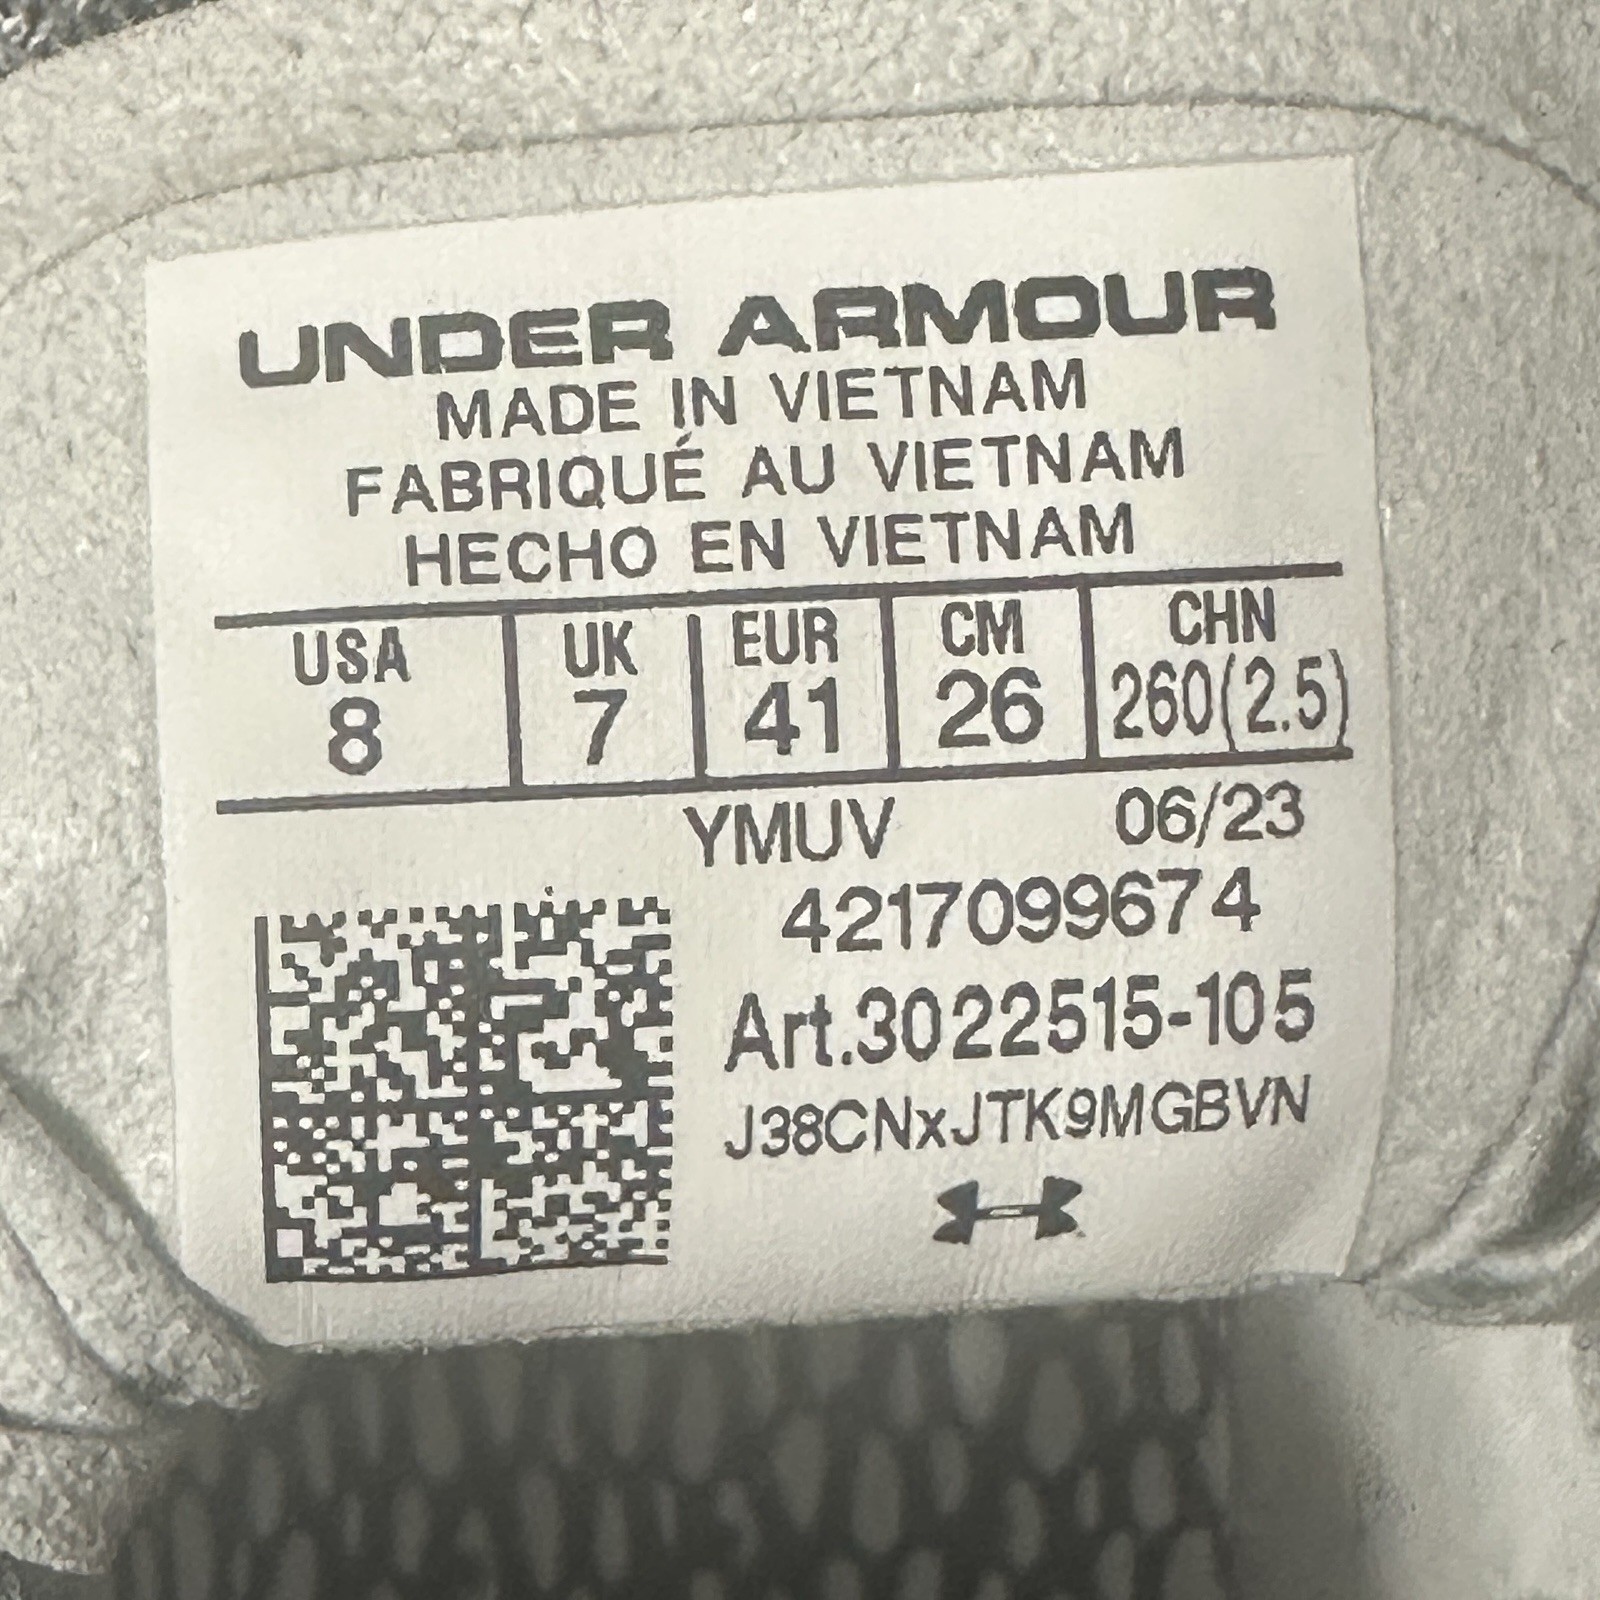 UNDER ARMOUR
MADE IN VIETNAM
FABRIQUÉ AU VIETNAM
HECHO EN VIETNAM
USA UK EUR CM CHN
8 7 41 26 260(2.5)
YMUV 06/23
4217099674
Art.3022515-105
J38CNxJTK9MGBVN